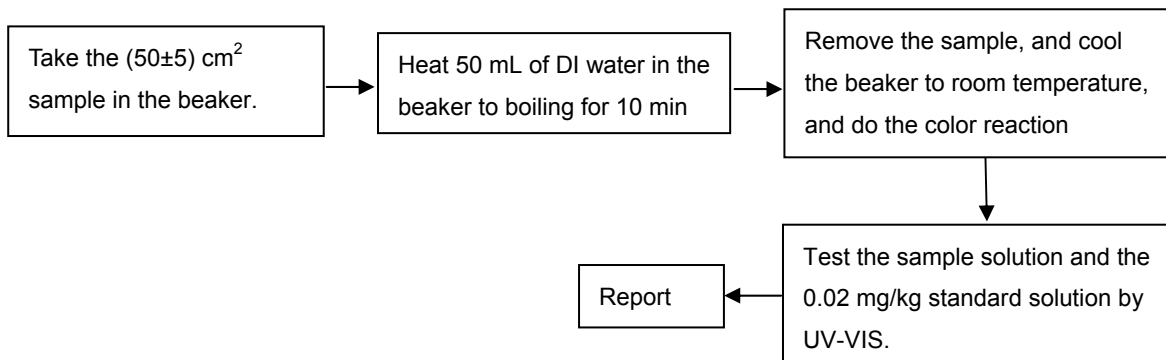 Take the (50±5) cm²
sample in the beaker.
Heat 50 mL of DI water in the
beaker to boiling for 10 min
Remove the sample, and cool
the beaker to room temperature,
and do the color reaction
Test the sample solution and the
0.02 mg/kg standard solution by
UV-VIS.
Report